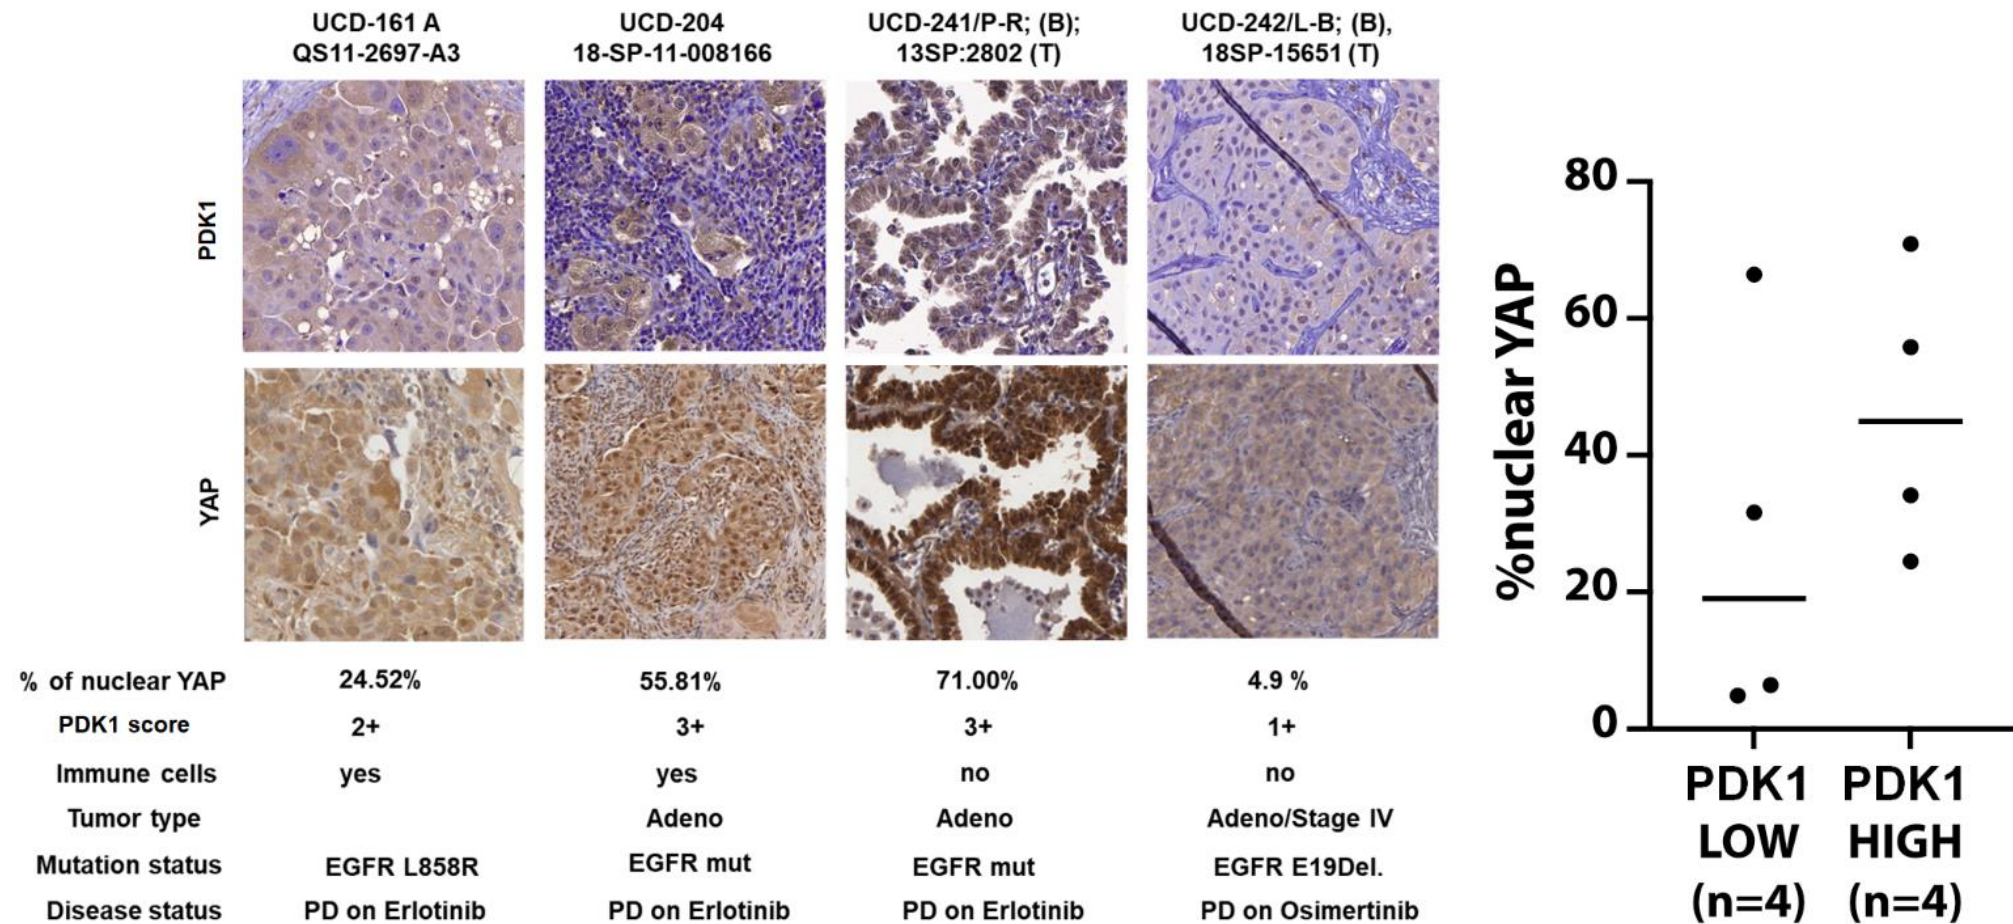 UCD-161 A
QS11-2697-A3
UCD-204
18-SP-11-008166
UCD-241/P-R; (B);
13SP:2802 (T)
UCD-242/L-B; (B),
18SP-15651 (T)
PDK1
YAP
% of nuclear YAP 24.52% 55.81% 71.00% 4.9 %
PDK1 score 2+ 3+ 3+ 1+
Immune cells yes yes no no
Tumor type Adeno Adeno Adeno/Stage IV
Mutation status EGFR L858R EGFR mut EGFR mut EGFR E19Del.
Disease status PD on Erlotinib PD on Erlotinib PD on Erlotinib PD on Osimertinib
%nuclear YAP
80
60
40
20
0
PDK1
LOW
(n=4)
PDK1
HIGH
(n=4)